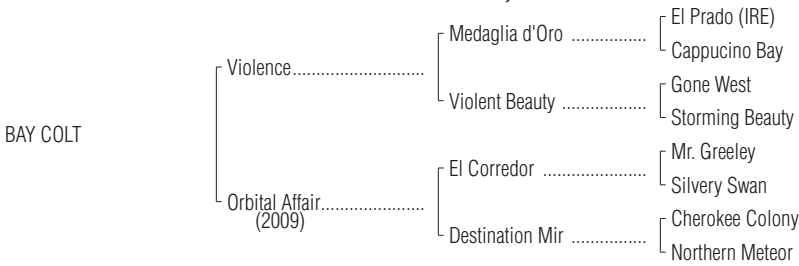 El Prado (IRE)
Medaglia d'Oro ................
Cappucino Bay
Violence...........................
Gone West
Violent Beauty ..................
Storming Beauty
BAY COLT
Mr. Greeley
El Corredor ......................
Silvery Swan
Orbital Affair.....................
(2009)
Cherokee Colony
Destination Mir ................
Northern Meteor